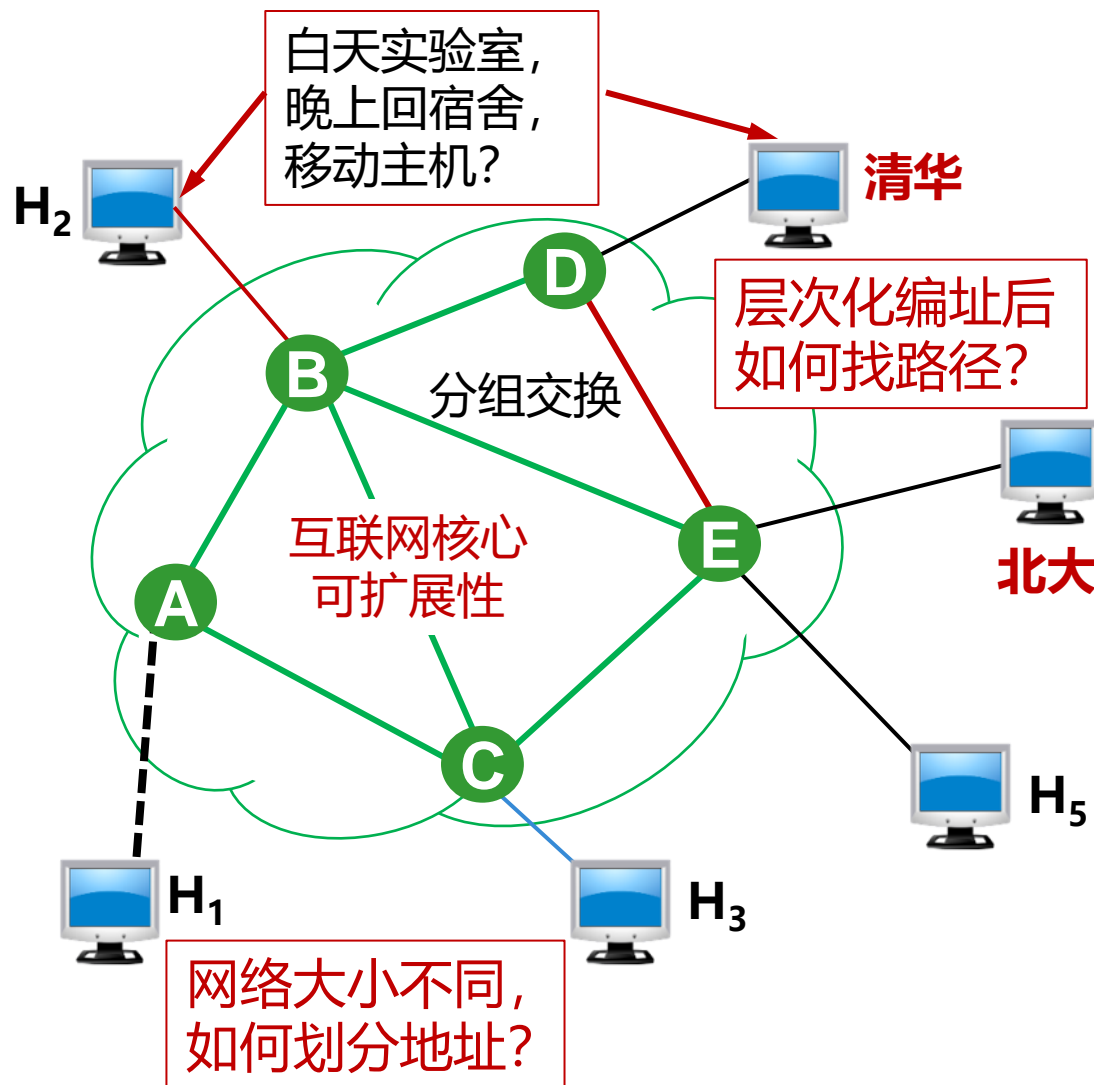 白天实验室，
晚上回宿舍，
移动主机？
清华
H₂
D
层次化编址后
如何找路径？
B
分组交换
互联网核心
可扩展性
E
北大
A
C
H₅
H₁
H₃
网络大小不同，
如何划分地址？